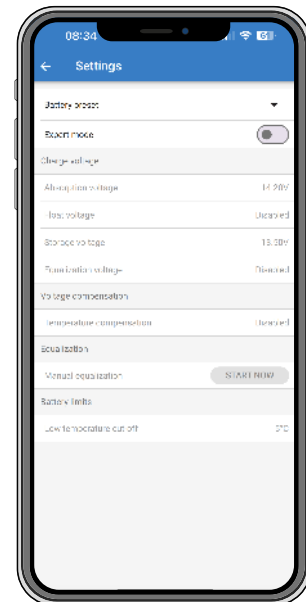 08:34
Settings
Battery preset
Expert mode
Charge voltage
Absorption voltage 14.20V
Float voltage Disabled
Storage voltage 13.50V
Equalization voltage Disabled
Voltage compensation
Temperature compensation Disabled
Equalization
Manual equalization START NOW
Battery limits
Low temperature cut off